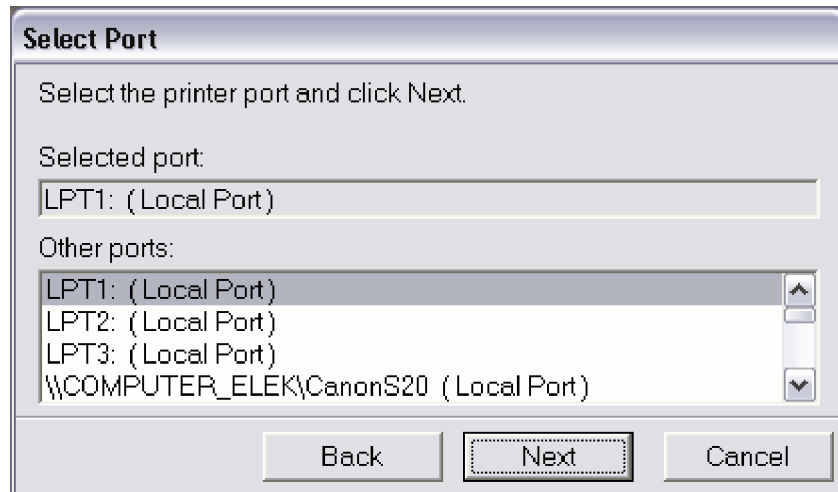 Select Port
Select the printer port and click Next.
Selected port:
LPT1: (Local Port)
Other ports:
LPT1: (Local Port)
LPT2: (Local Port)
LPT3: (Local Port)
\\COMPUTER_ELEK\CanonS20 (Local Port)
Back Next Cancel